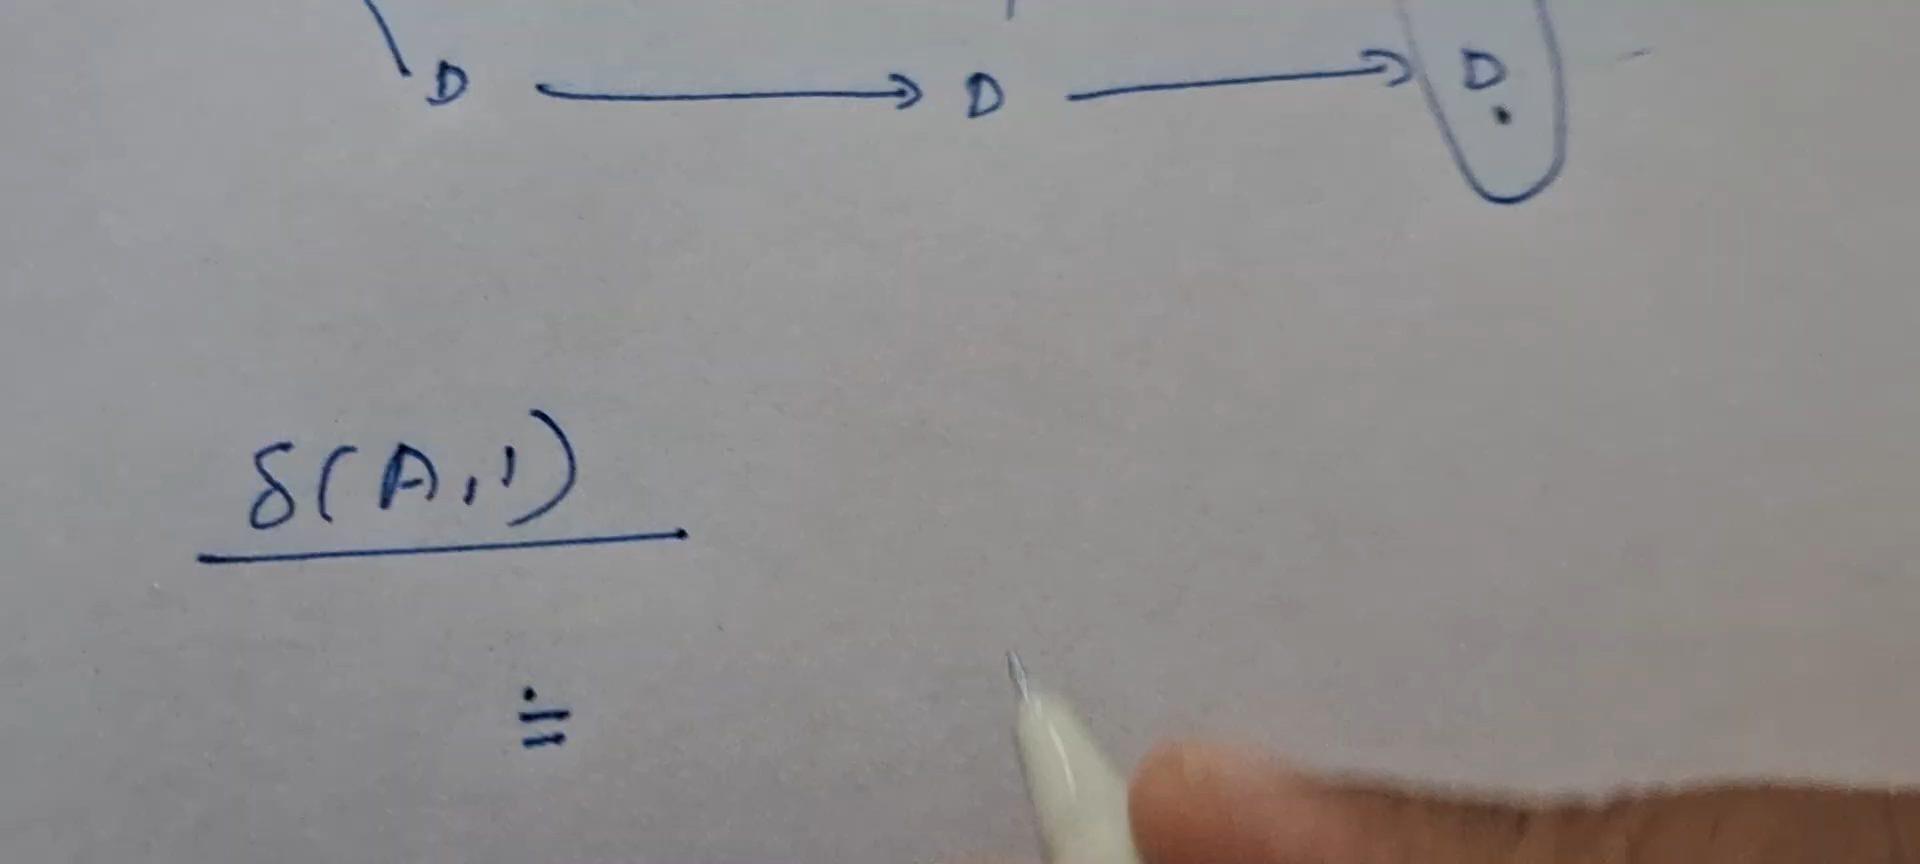 D → D → D
δ(A,1)
=